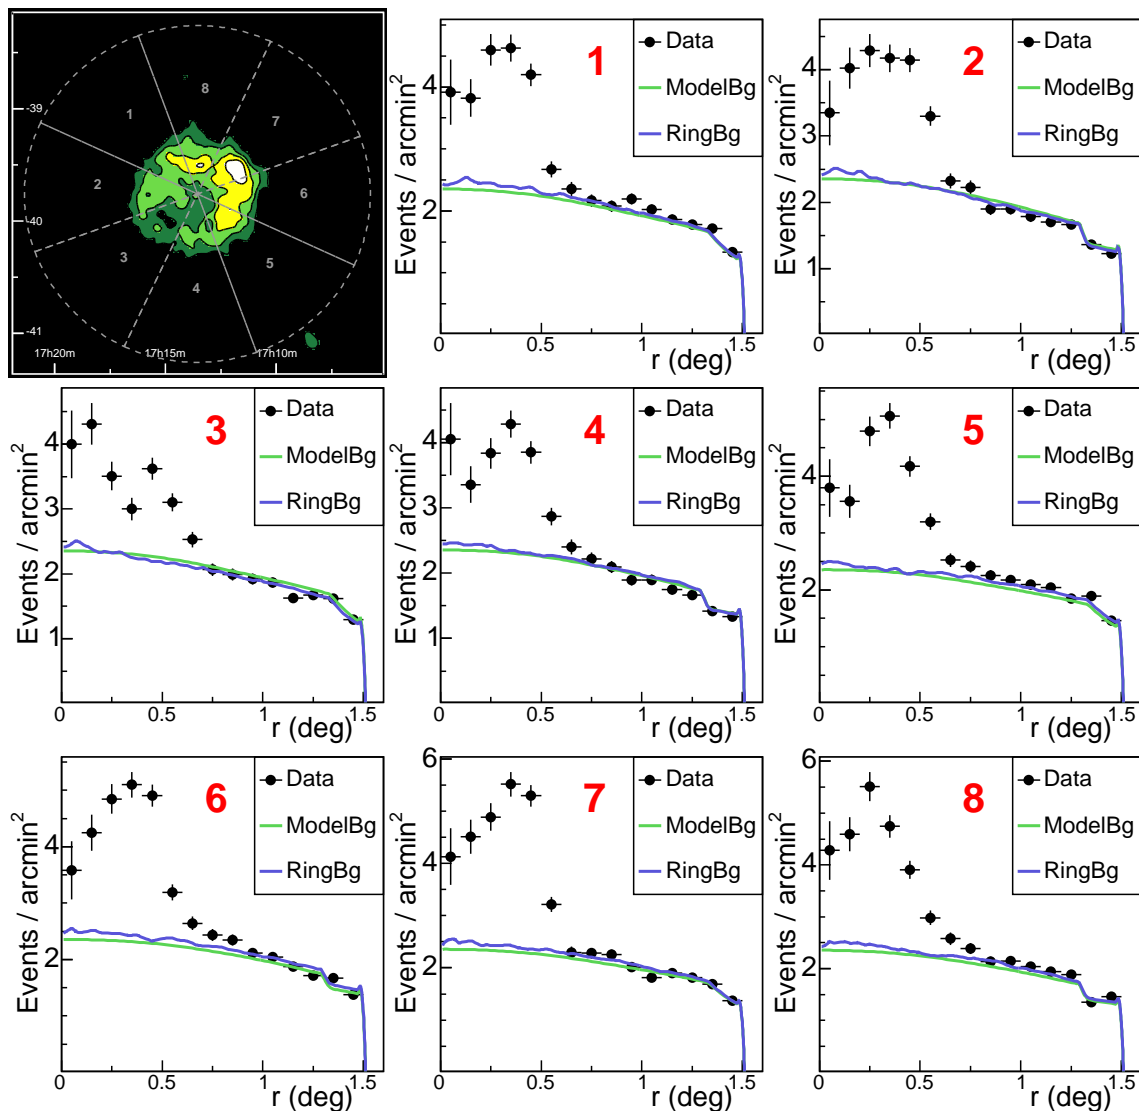 -39
-40
-41
17h20m
17h15m
17h10m
8
1
7
2
6
3
5
4
Events / arcmin2
4
2
1
Data
ModelBg
RingBg
0
0.5
1
1.5
r (deg)
Events / arcmin2
4
3
2
1
2
Data
ModelBg
RingBg
0
0.5
1
1.5
r (deg)
Events / arcmin2
4
3
2
1
3
Data
ModelBg
RingBg
0
0.5
1
1.5
r (deg)
Events / arcmin2
4
3
2
1
4
Data
ModelBg
RingBg
0
0.5
1
1.5
r (deg)
Events / arcmin2
4
2
5
Data
ModelBg
RingBg
0
0.5
1
1.5
r (deg)
Events / arcmin2
4
2
6
Data
ModelBg
RingBg
0
0.5
1
1.5
r (deg)
Events / arcmin2
6
4
2
7
Data
ModelBg
RingBg
0
0.5
1
1.5
r (deg)
Events / arcmin2
6
4
2
8
Data
ModelBg
RingBg
0
0.5
1
1.5
r (deg)